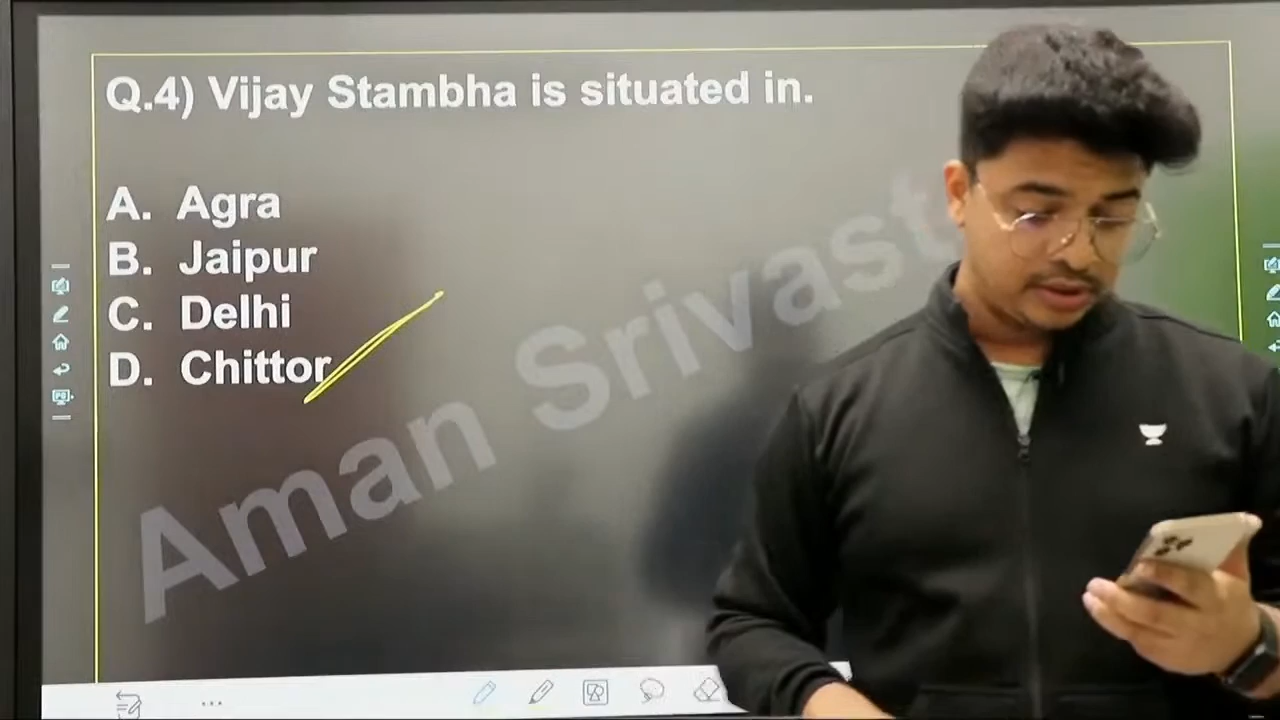 Q.4) Vijay Stambha is situated in.
A. Agra
B. Jaipur
C. Delhi
D. Chittor
Aman Srivast